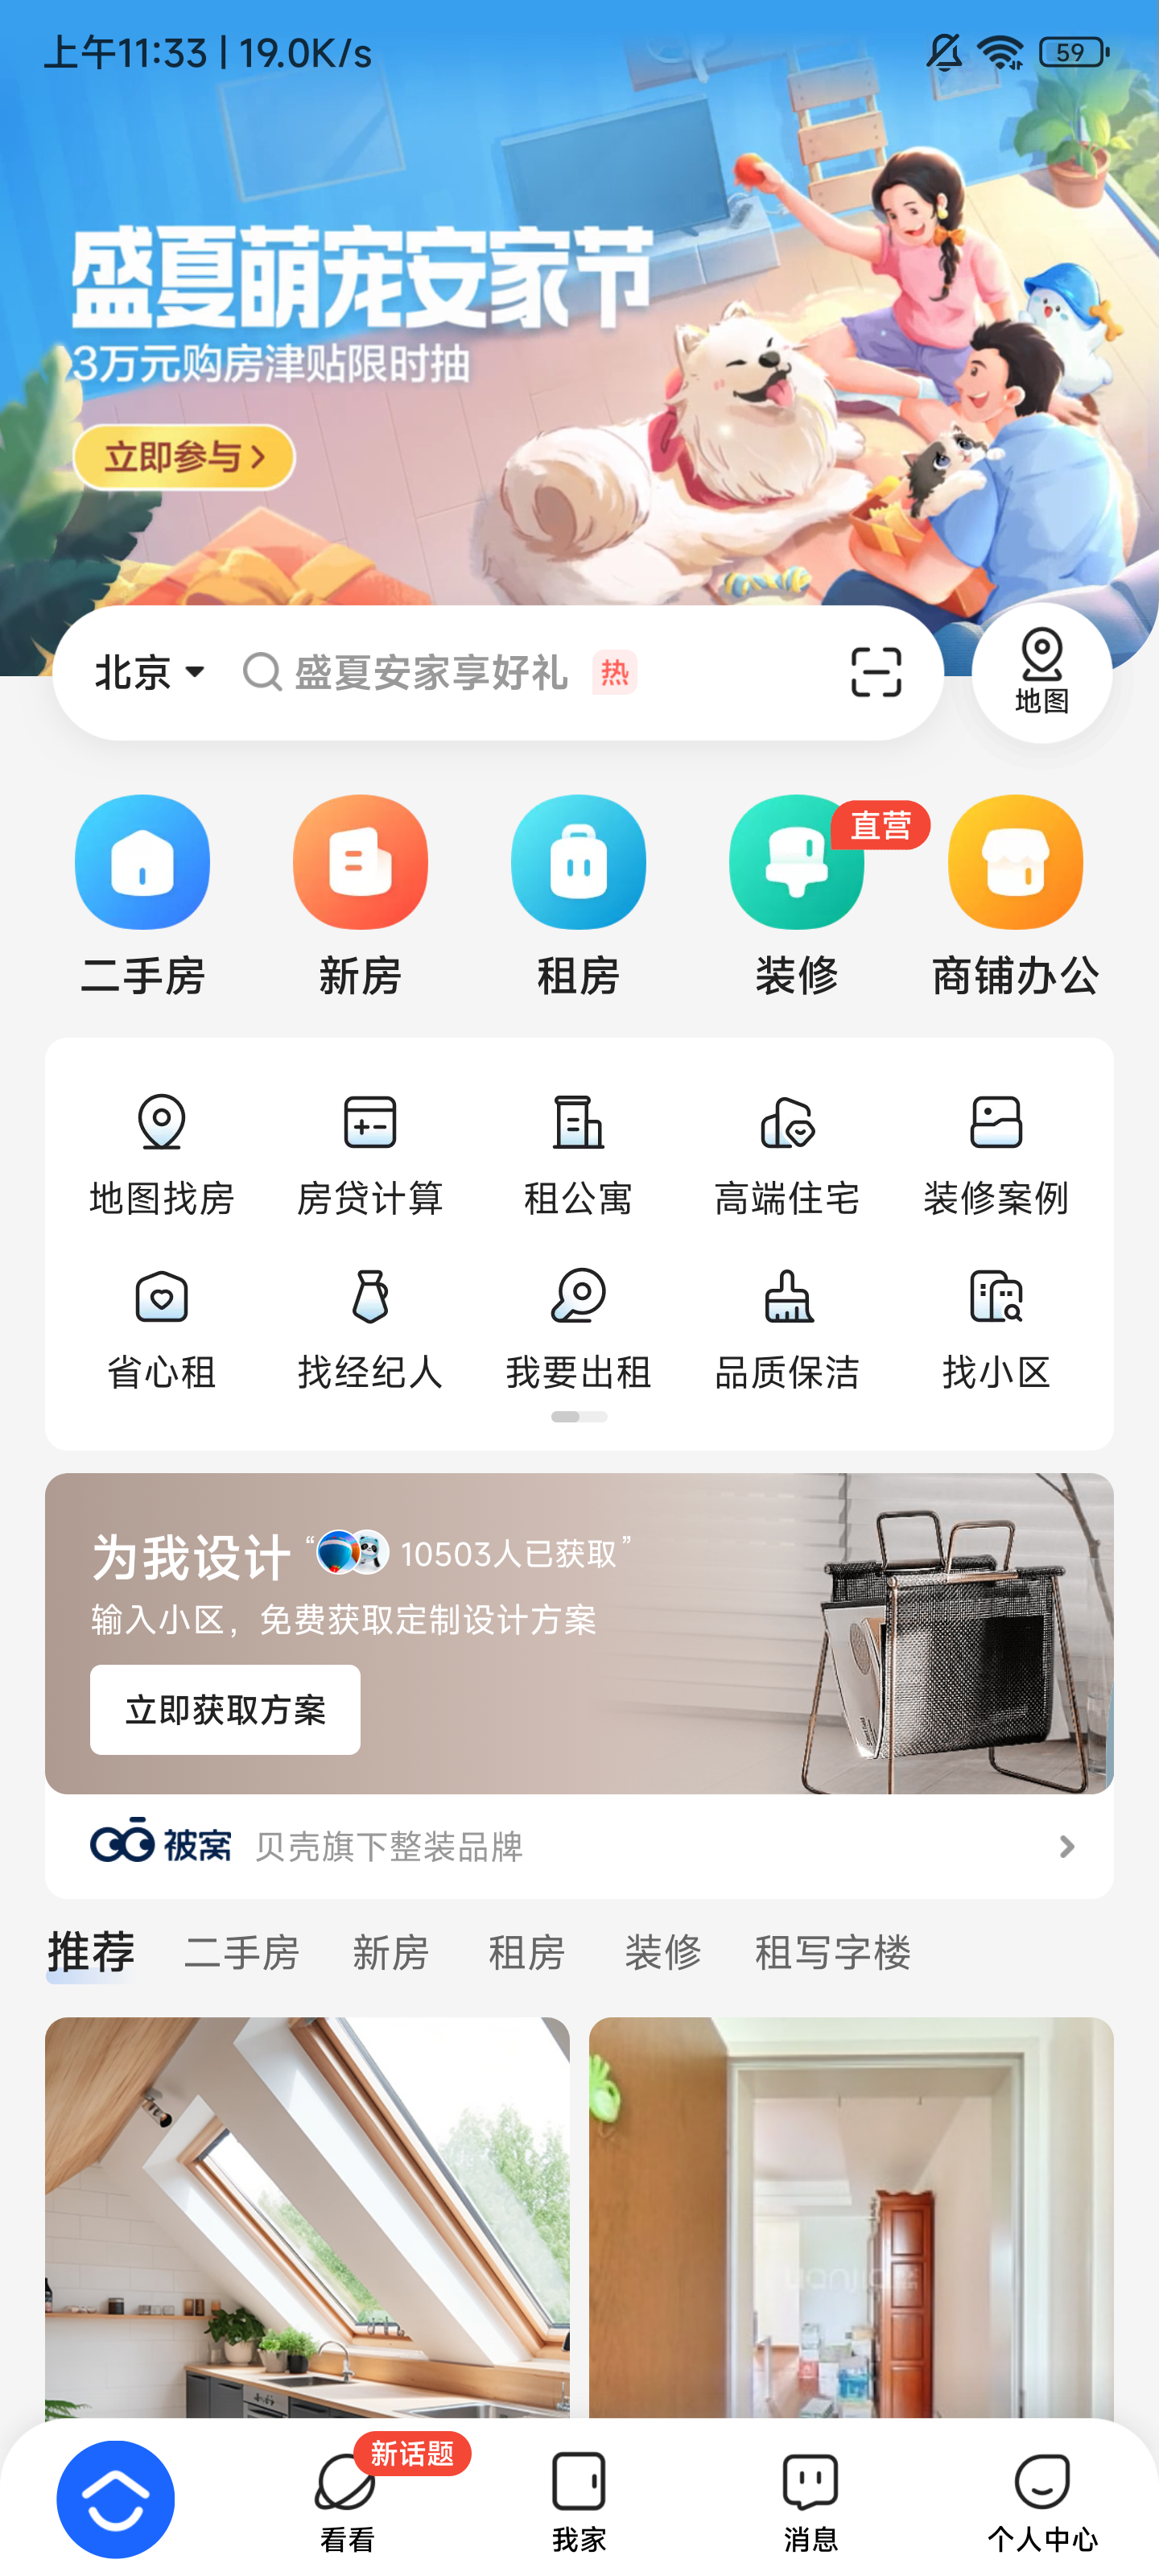 上午11:33 | 19.0K/s
59
盛夏萌宠安家节
3万元购房津贴限时抽
立即参与
北京 盛夏安家享好礼 热
地图
直营
二手房 新房 租房 装修 商铺办公
地图找房 房贷计算 租公寓 高端住宅 装修案例
省心租 找经纪人 我要出租 品质保洁 找小区
为我设计 “10503人已获取”
输入小区，免费获取定制设计方案
立即获取方案
被窝 贝壳旗下整装品牌
推荐 二手房 新房 租房 装修 租写字楼
新话题
看看 我家 消息 个人中心